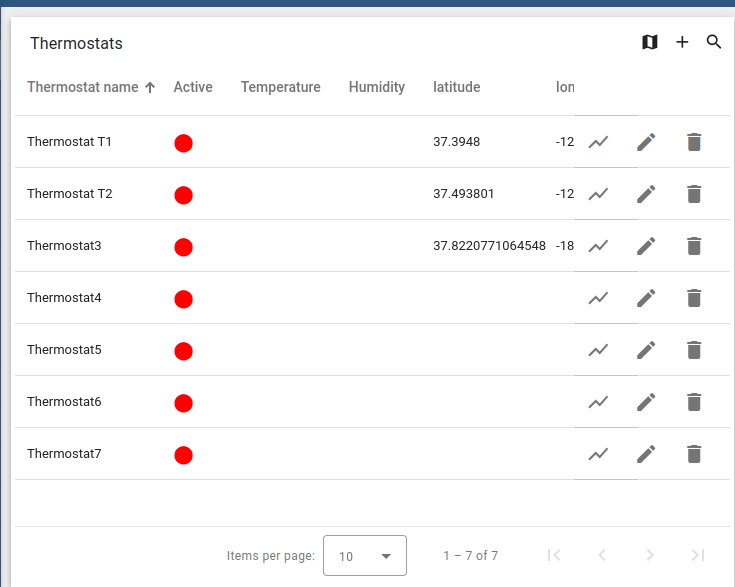 Thermostats
Thermostat name Active Temperature Humidity latitude lon
Thermostat T1 37.3948 -12
Thermostat T2 37.493801 -12
Thermostat3 37.8220771064548 -18
Thermostat4
Thermostat5
Thermostat6
Thermostat7
Items per page: 10 1 – 7 of 7